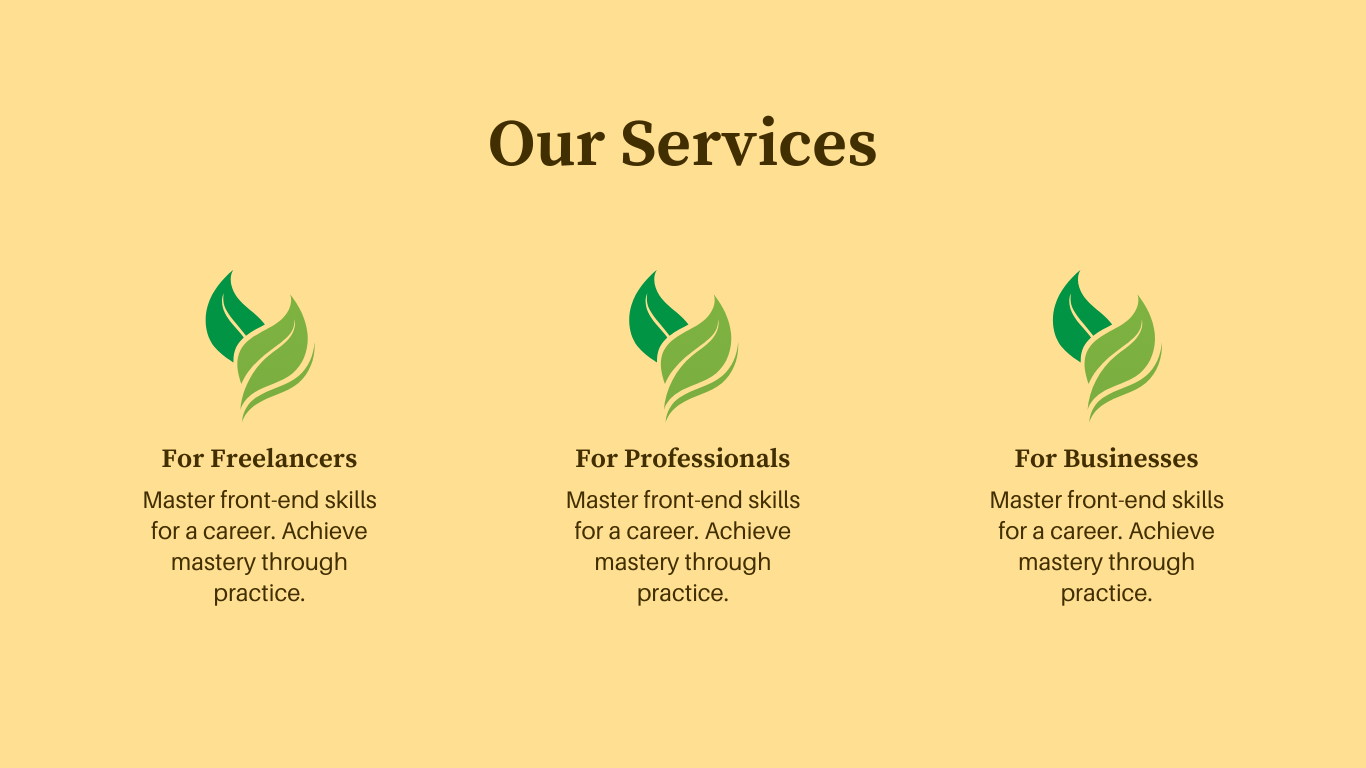 Our Services
For Freelancers
Master front-end skills
for a career. Achieve
mastery through
practice.
For Professionals
Master front-end skills
for a career. Achieve
mastery through
practice.
For Businesses
Master front-end skills
for a career. Achieve
mastery through
practice.